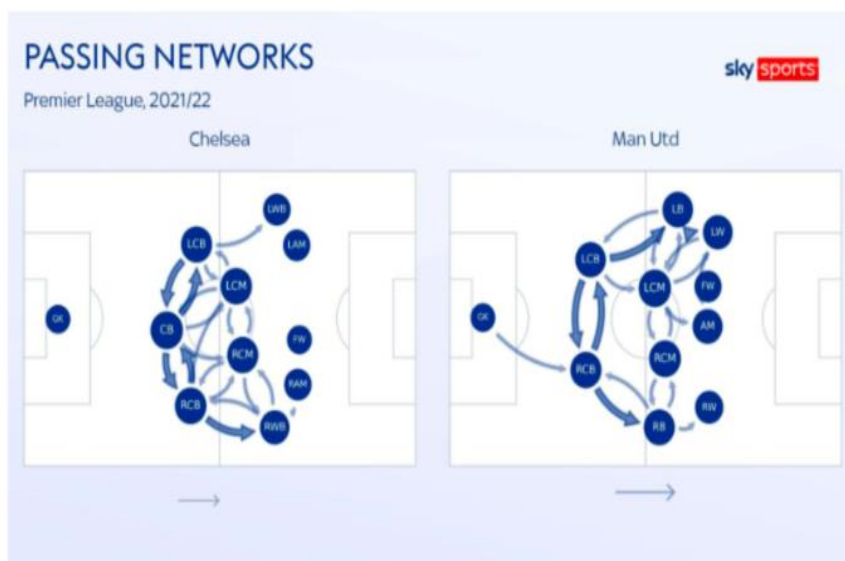 PASSING NETWORKS
sky sports
Premier League, 2021/22
Chelsea
Man Utd
LWB
LCB
LAM
LCM
GK
CB
FW
RCM
RAM
RCB
RWB
LB
LW
LCB
LCM
FW
GK
AM
RCM
RCB
RW
RB